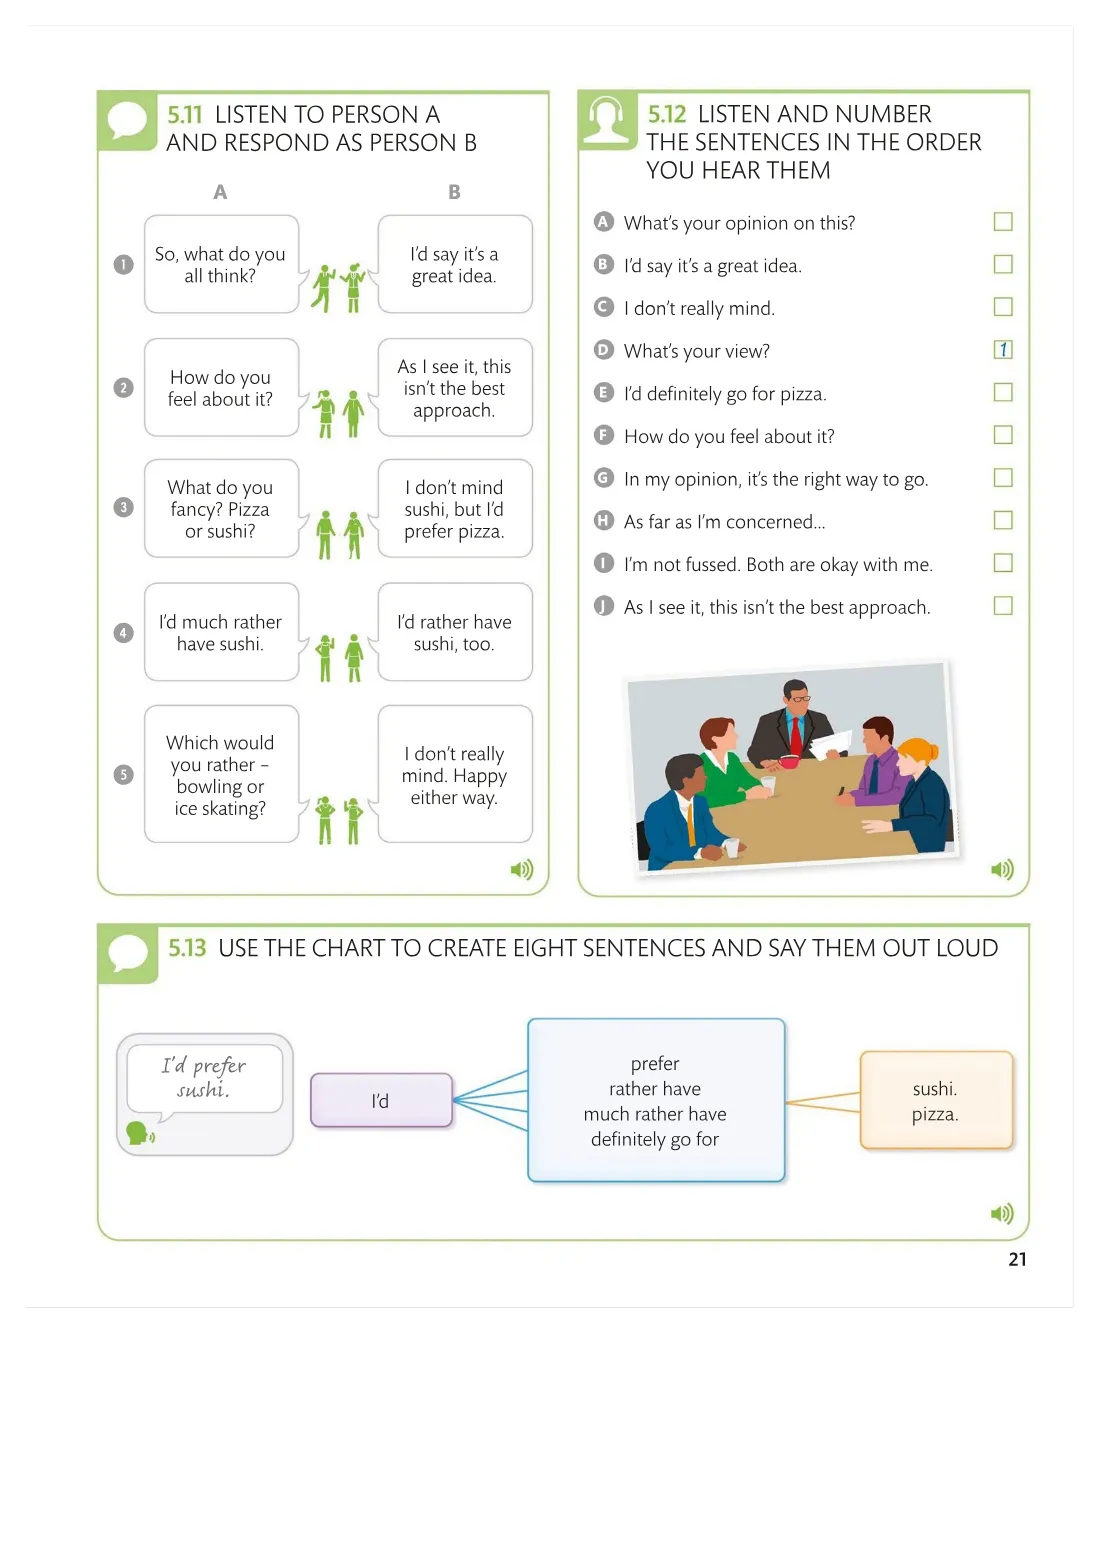 5.11 LISTEN TO PERSON A
AND RESPOND AS PERSON B
A
B
1
So, what do you
all think?
I'd say it's a
great idea.
2
How do you
feel about it?
As I see it, this
isn't the best
approach.
3
What do you
fancy? Pizza
or sushi?
I don't mind
sushi, but I'd
prefer pizza.
4
I'd much rather
have sushi.
I'd rather have
sushi, too.
5
Which would
you rather –
bowling or
ice skating?
I don't really
mind. Happy
either way.
5.12 LISTEN AND NUMBER
THE SENTENCES IN THE ORDER
YOU HEAR THEM
A What's your opinion on this?
B I'd say it's a great idea.
C I don't really mind.
D What's your view? 1
E I'd definitely go for pizza.
F How do you feel about it?
G In my opinion, it's the right way to go.
H As far as I'm concerned...
I I'm not fussed. Both are okay with me.
J As I see it, this isn't the best approach.
5.13 USE THE CHART TO CREATE EIGHT SENTENCES AND SAY THEM OUT LOUD
I'd prefer
sushi.
I'd
prefer
rather have
much rather have
definitely go for
sushi.
pizza.
21